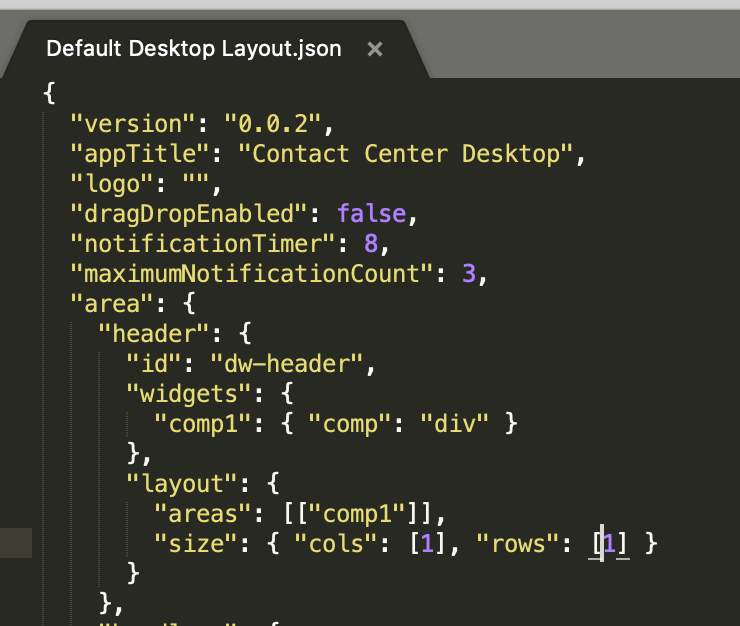 Default Desktop Layout.json ×
{
"version": "0.0.2",
"appTitle": "Contact Center Desktop",
"logo": "",
"dragDropEnabled": false,
"notificationTimer": 8,
"maximumNotificationCount": 3,
"area": {
"header": {
"id": "dw-header",
"widgets": {
"comp1": { "comp": "div" }
},
"layout": {
"areas": [["comp1"]],
"size": { "cols": [1], "rows": [1] }
}
},